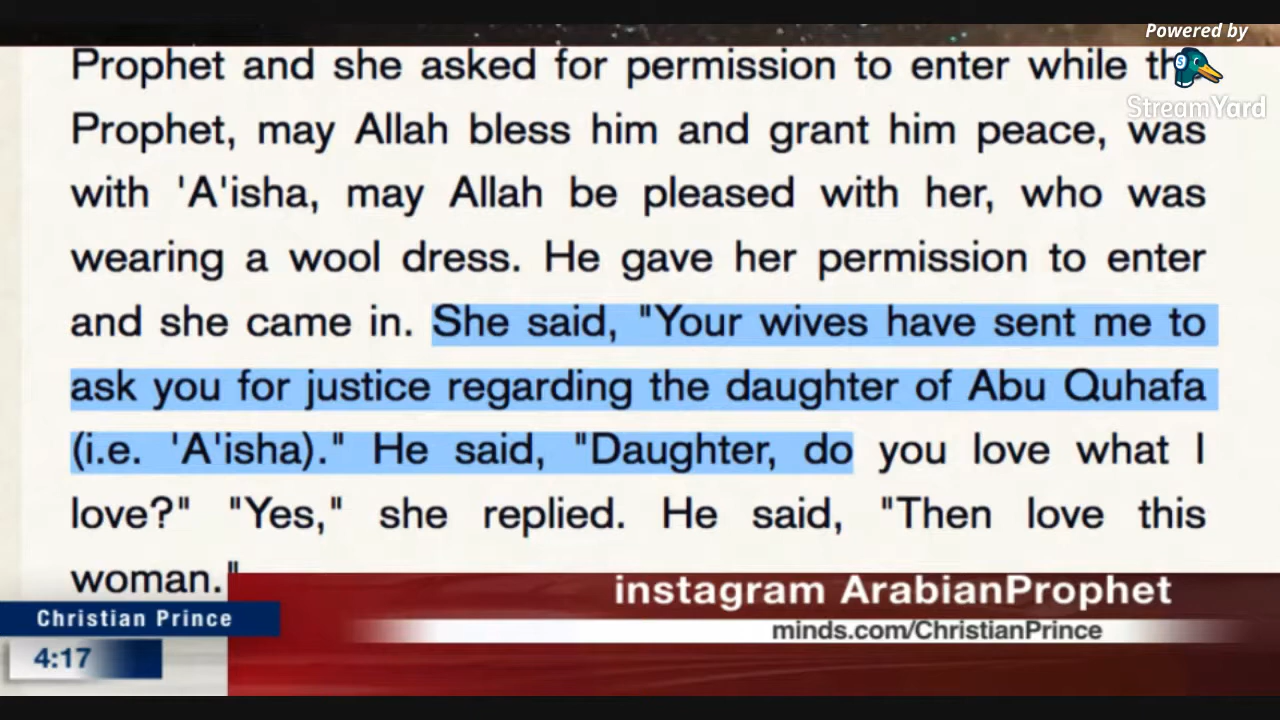 Powered by
StreamYard
Prophet and she asked for permission to enter while the
Prophet, may Allah bless him and grant him peace, was
with 'A'isha, may Allah be pleased with her, who was
wearing a wool dress. He gave her permission to enter
and she came in. She said, "Your wives have sent me to
ask you for justice regarding the daughter of Abu Quhafa
(i.e. 'A'isha)." He said, "Daughter, do you love what I
love?" "Yes," she replied. He said, "Then love this
woman."
instagram ArabianProphet
Christian Prince
minds.com/ChristianPrince
4:17